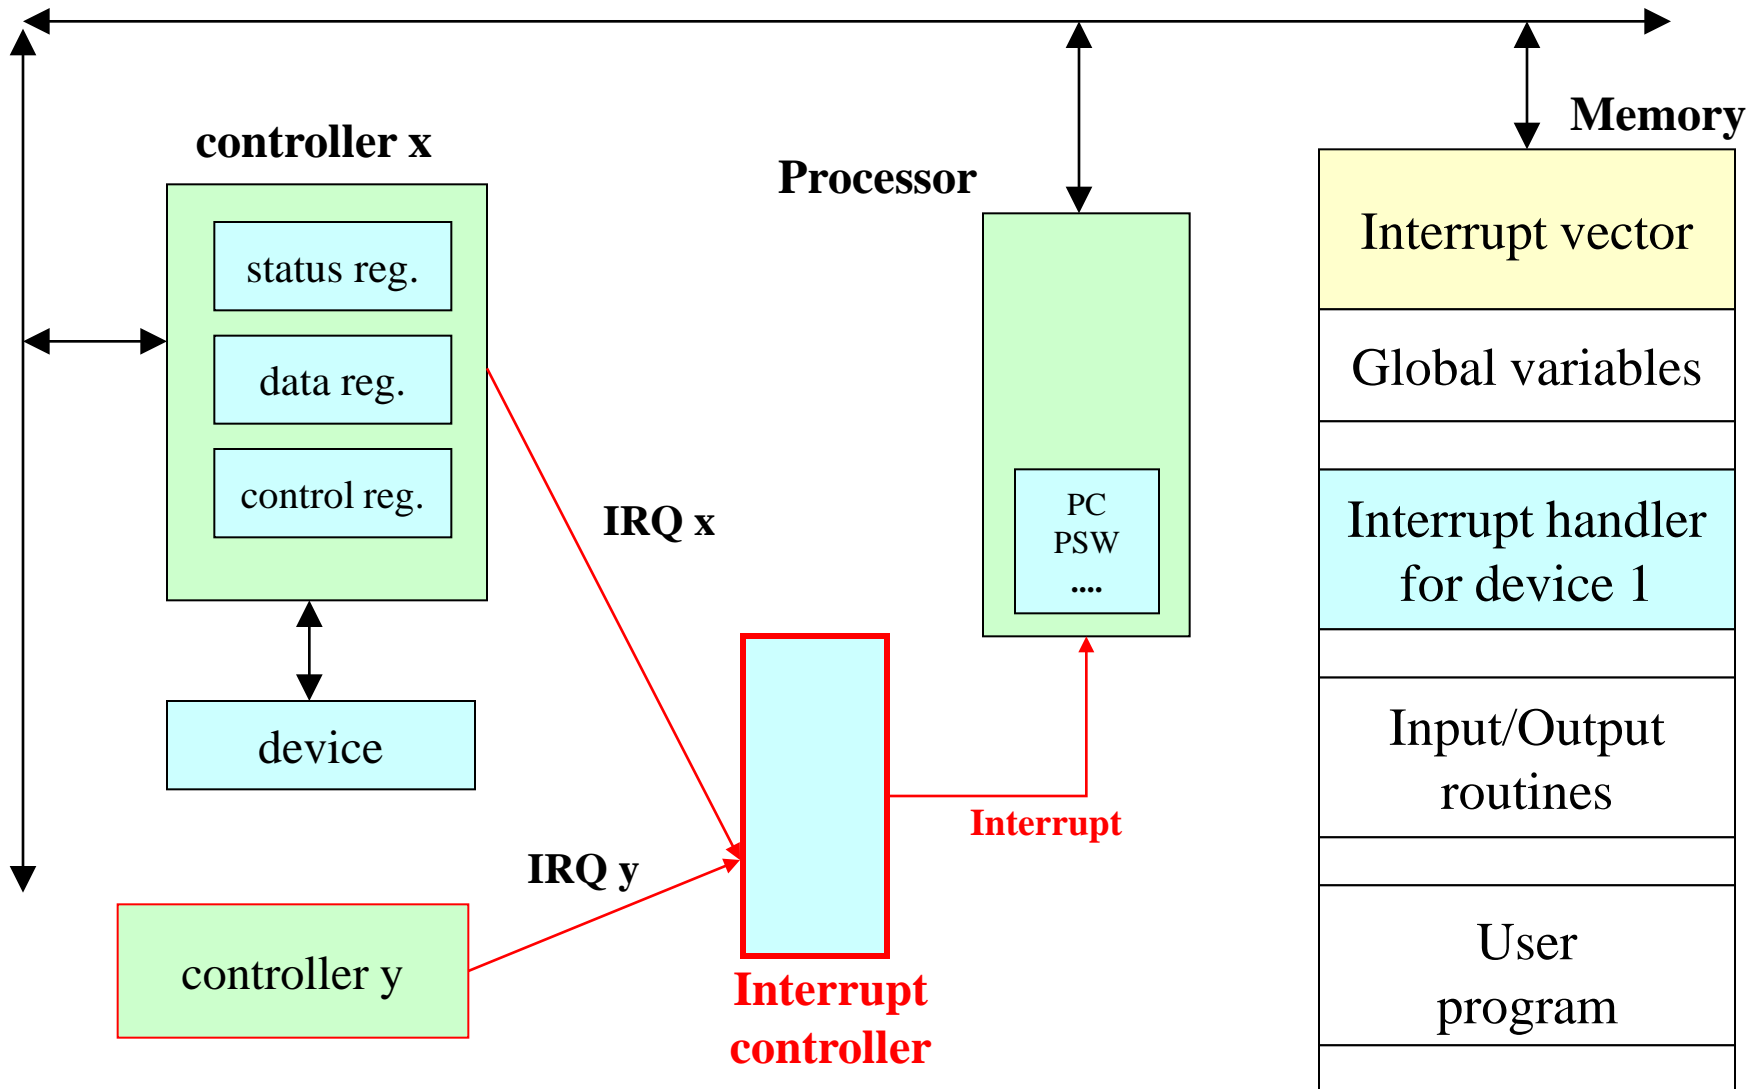 controller x
status reg.
data reg.
control reg.
device
controller y
IRQ x
IRQ y
Interrupt
controller
Interrupt
Processor
PC
PSW
....
Memory
Interrupt vector
Global variables
Interrupt handler
for device 1
Input/Output
routines
User
program